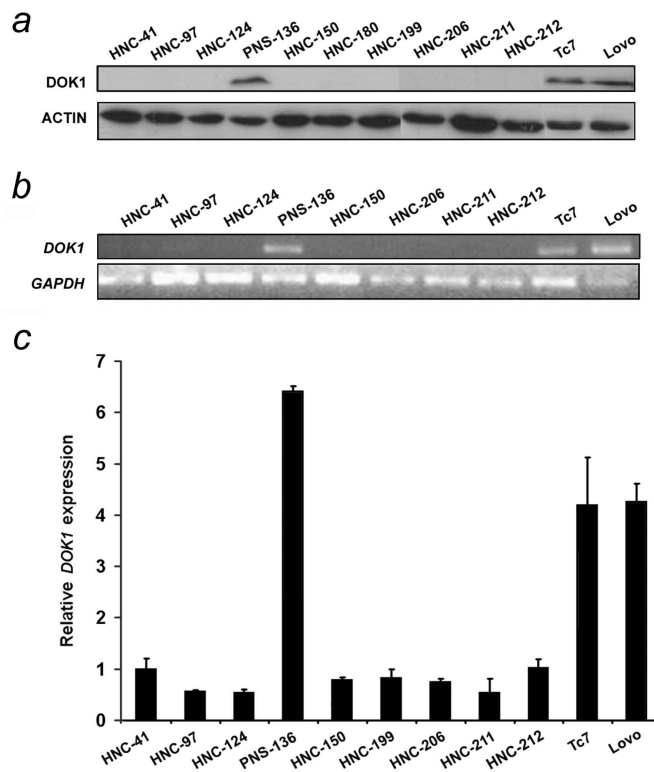 a
HNC-41 HNC-97 HNC-124 PNS-136 HNC-150 HNC-180 HNC-199 HNC-206 HNC-211 HNC-212 Tc7 Lovo
DOK1
ACTIN
b
HNC-41 HNC-97 HNC-124 PNS-136 HNC-150 HNC-206 HNC-211 HNC-212 Tc7 Lovo
DOK1
GAPDH
c
Relative DOK1 expression
7
6
5
4
3
2
1
0
HNC-41 HNC-97 HNC-124 PNS-136 HNC-150 HNC-199 HNC-206 HNC-211 HNC-212 Tc7 Lovo